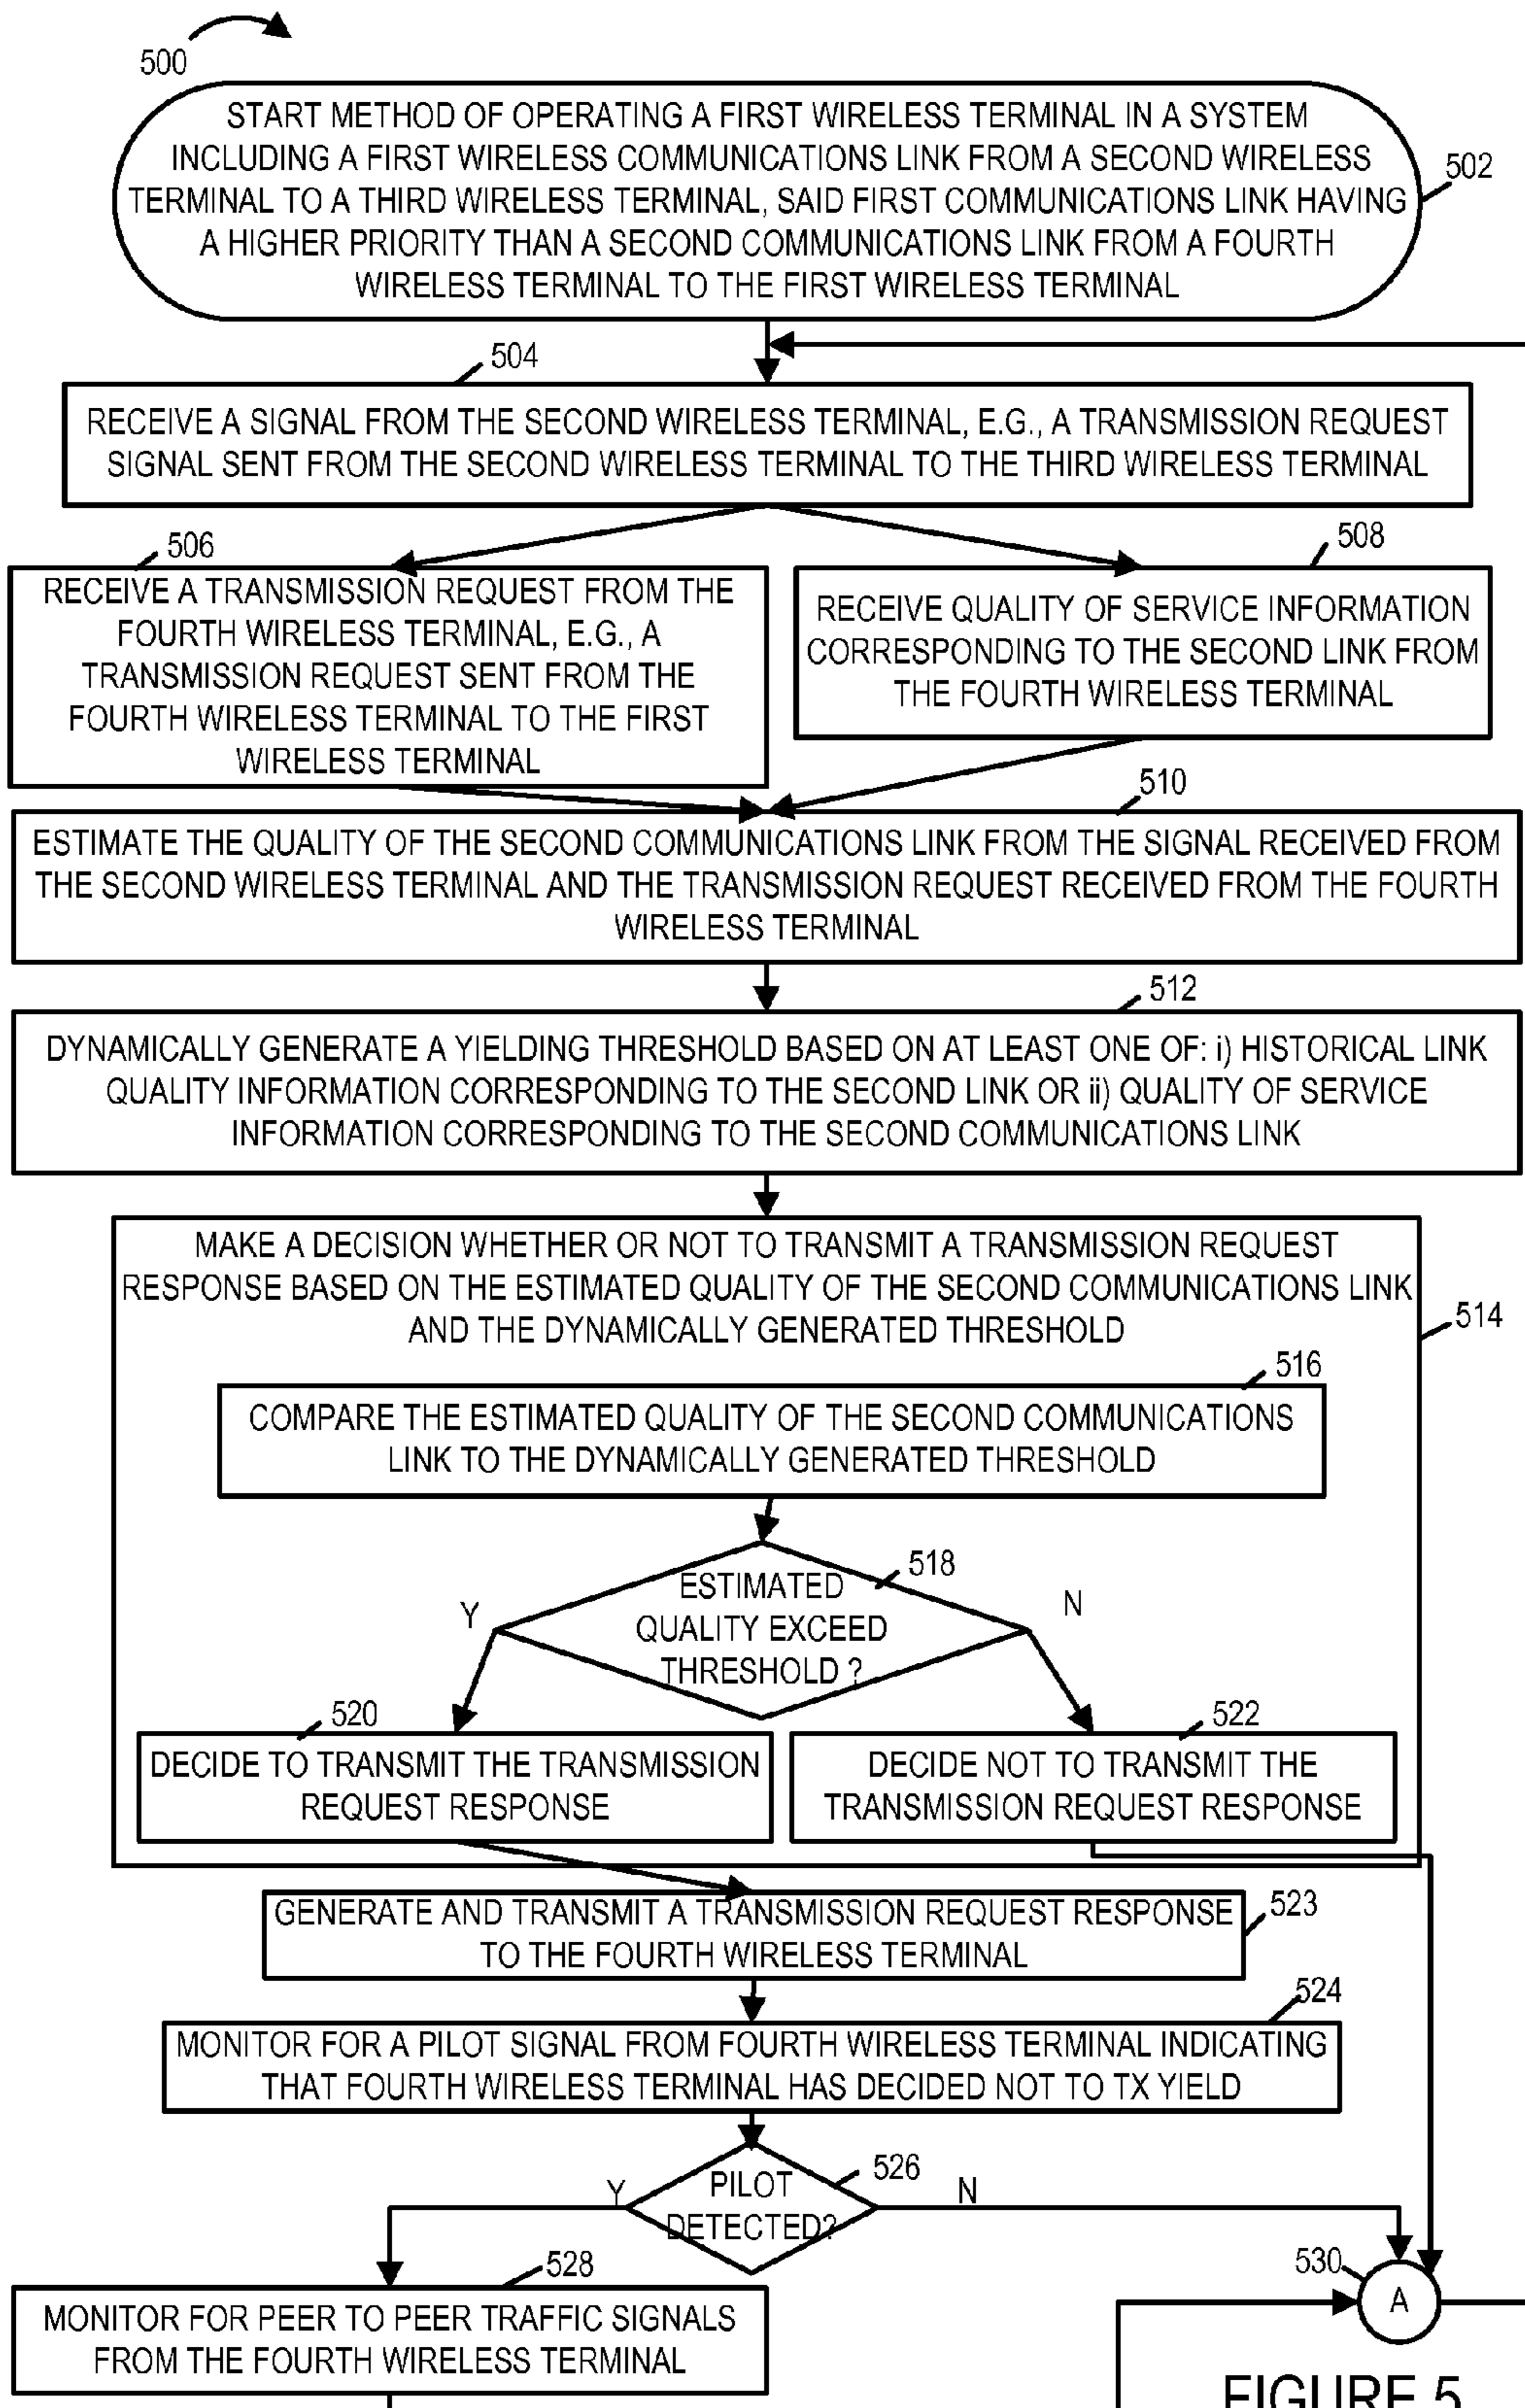 500
START METHOD OF OPERATING A FIRST WIRELESS TERMINAL IN A SYSTEM
INCLUDING A FIRST WIRELESS COMMUNICATIONS LINK FROM A SECOND WIRELESS
TERMINAL TO A THIRD WIRELESS TERMINAL, SAID FIRST COMMUNICATIONS LINK HAVING
A HIGHER PRIORITY THAN A SECOND COMMUNICATIONS LINK FROM A FOURTH
WIRELESS TERMINAL TO THE FIRST WIRELESS TERMINAL
502
504
RECEIVE A SIGNAL FROM THE SECOND WIRELESS TERMINAL, E.G., A TRANSMISSION REQUEST
SIGNAL SENT FROM THE SECOND WIRELESS TERMINAL TO THE THIRD WIRELESS TERMINAL
506
RECEIVE A TRANSMISSION REQUEST FROM THE
FOURTH WIRELESS TERMINAL, E.G., A
TRANSMISSION REQUEST SENT FROM THE
FOURTH WIRELESS TERMINAL TO THE FIRST
WIRELESS TERMINAL
508
RECEIVE QUALITY OF SERVICE INFORMATION
CORRESPONDING TO THE SECOND LINK FROM
THE FOURTH WIRELESS TERMINAL
510
ESTIMATE THE QUALITY OF THE SECOND COMMUNICATIONS LINK FROM THE SIGNAL RECEIVED FROM
THE SECOND WIRELESS TERMINAL AND THE TRANSMISSION REQUEST RECEIVED FROM THE FOURTH
WIRELESS TERMINAL
512
DYNAMICALLY GENERATE A YIELDING THRESHOLD BASED ON AT LEAST ONE OF: i) HISTORICAL LINK
QUALITY INFORMATION CORRESPONDING TO THE SECOND LINK OR ii) QUALITY OF SERVICE
INFORMATION CORRESPONDING TO THE SECOND COMMUNICATIONS LINK
MAKE A DECISION WHETHER OR NOT TO TRANSMIT A TRANSMISSION REQUEST
RESPONSE BASED ON THE ESTIMATED QUALITY OF THE SECOND COMMUNICATIONS LINK
AND THE DYNAMICALLY GENERATED THRESHOLD
514
516
COMPARE THE ESTIMATED QUALITY OF THE SECOND COMMUNICATIONS
LINK TO THE DYNAMICALLY GENERATED THRESHOLD
518
ESTIMATED
QUALITY EXCEED
THRESHOLD ?
Y
N
520
DECIDE TO TRANSMIT THE TRANSMISSION
REQUEST RESPONSE
522
DECIDE NOT TO TRANSMIT THE
TRANSMISSION REQUEST RESPONSE
GENERATE AND TRANSMIT A TRANSMISSION REQUEST RESPONSE
TO THE FOURTH WIRELESS TERMINAL
523
524
MONITOR FOR A PILOT SIGNAL FROM FOURTH WIRELESS TERMINAL INDICATING
THAT FOURTH WIRELESS TERMINAL HAS DECIDED NOT TO TX YIELD
526
PILOT
DETECTED?
Y
N
528
MONITOR FOR PEER TO PEER TRAFFIC SIGNALS
FROM THE FOURTH WIRELESS TERMINAL
530
A
FIGURE 5